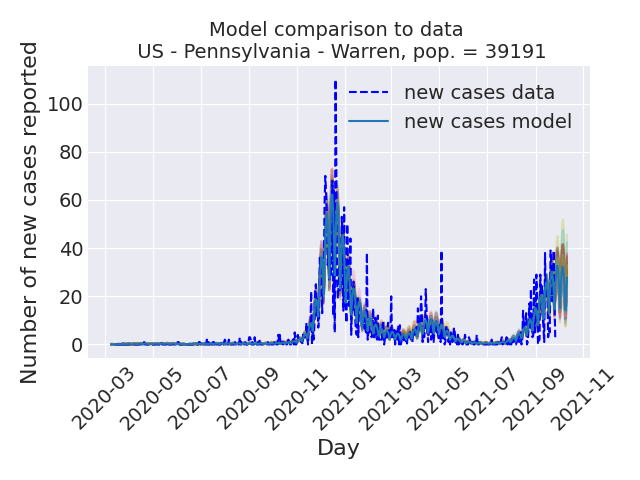 Model comparison to data
US - Pennsylvania - Warren, pop. = 39191
Number of new cases reported
100
80
60
40
20
0
new cases data
new cases model
2020-03
2020-05
2020-07
2020-09
2020-11
2021-01
2021-03
2021-05
2021-07
2021-09
2021-11
Day